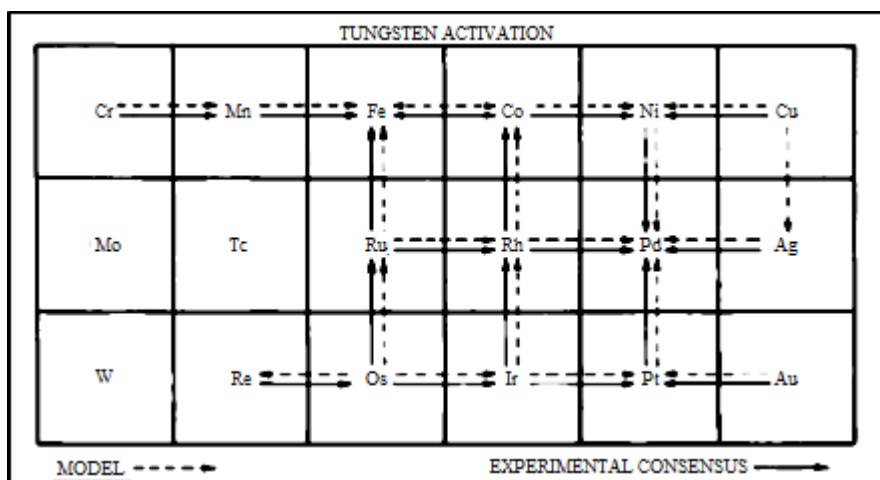 TUNGSTEN ACTIVATION
Cr Mn Fe Co Ni Cu
Mo Tc Ru Rh Pd Ag
W Re Os Ir Pt Au
MODEL EXPERIMENTAL CONSENSUS